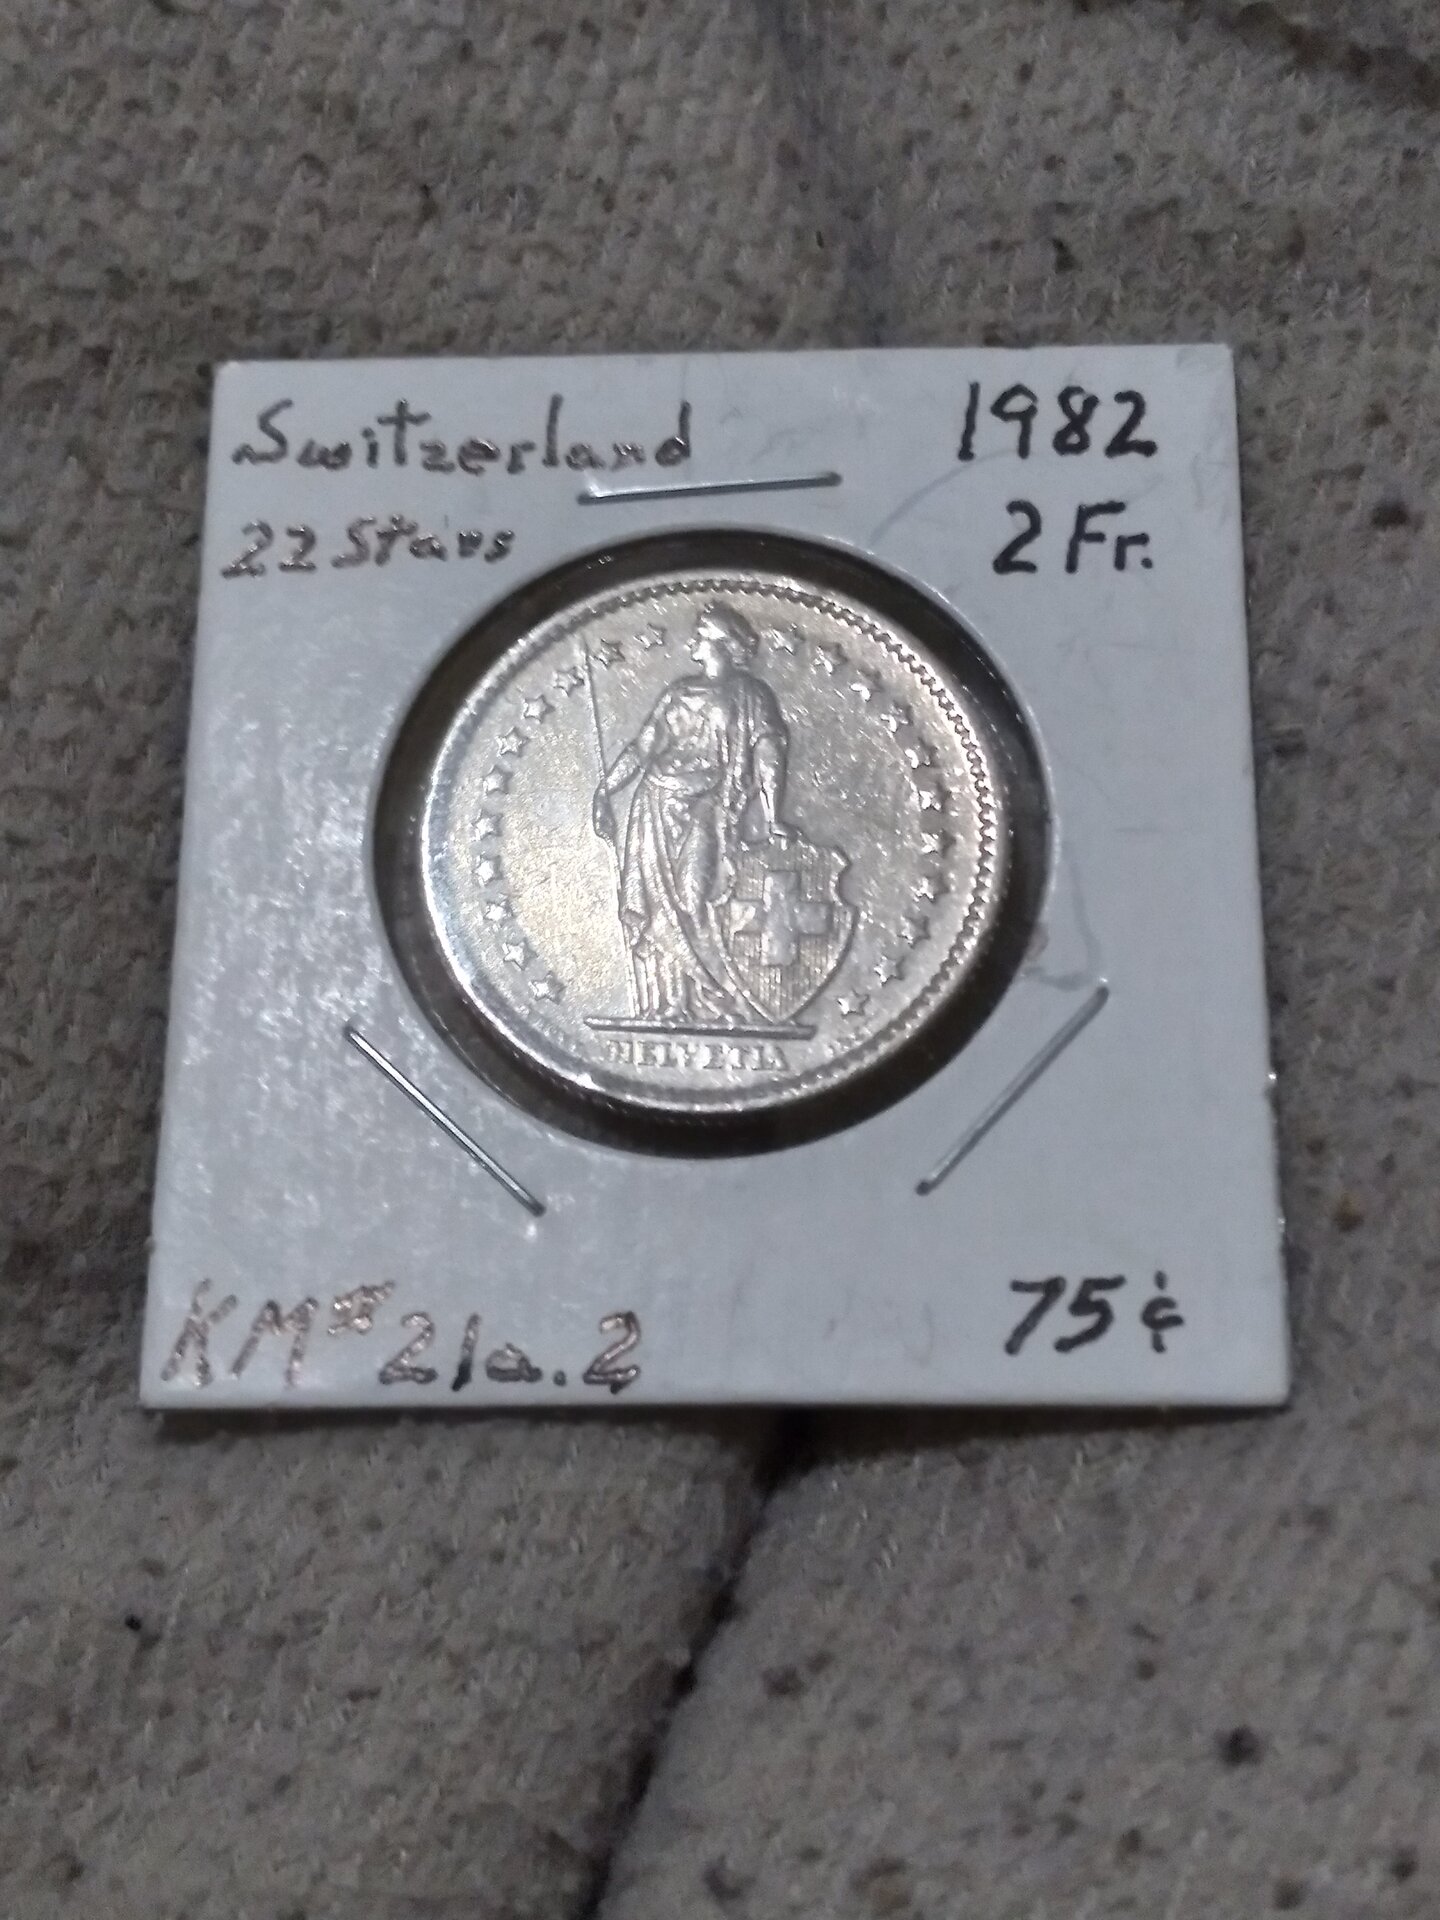 Switzerland 1982
22 Stars 2 Fr.
HELVETIA
KM# 21a.2 75¢